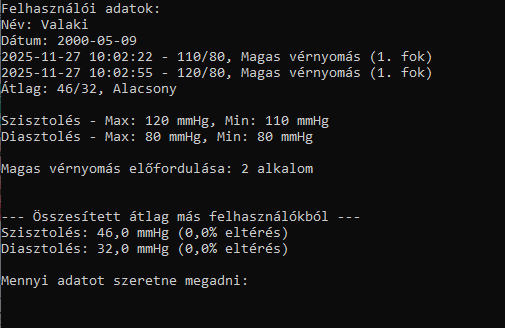 Felhasználói adatok:
Név: Valaki
Dátum: 2000-05-09
2025-11-27 10:02:22 - 110/80, Magas vérnyomás (1. fok)
2025-11-27 10:02:55 - 120/80, Magas vérnyomás (1. fok)
Átlag: 46/32, Alacsony
Szisztolés - Max: 120 mmHg, Min: 110 mmHg
Diasztolés - Max: 80 mmHg, Min: 80 mmHg
Magas vérnyomás előfordulása: 2 alkalom
--- Összesített átlag más felhasználókból ---
Szisztolés: 46,0 mmHg (0,0% eltérés)
Diasztolés: 32,0 mmHg (0,0% eltérés)
Mennyi adatot szeretne megadni: